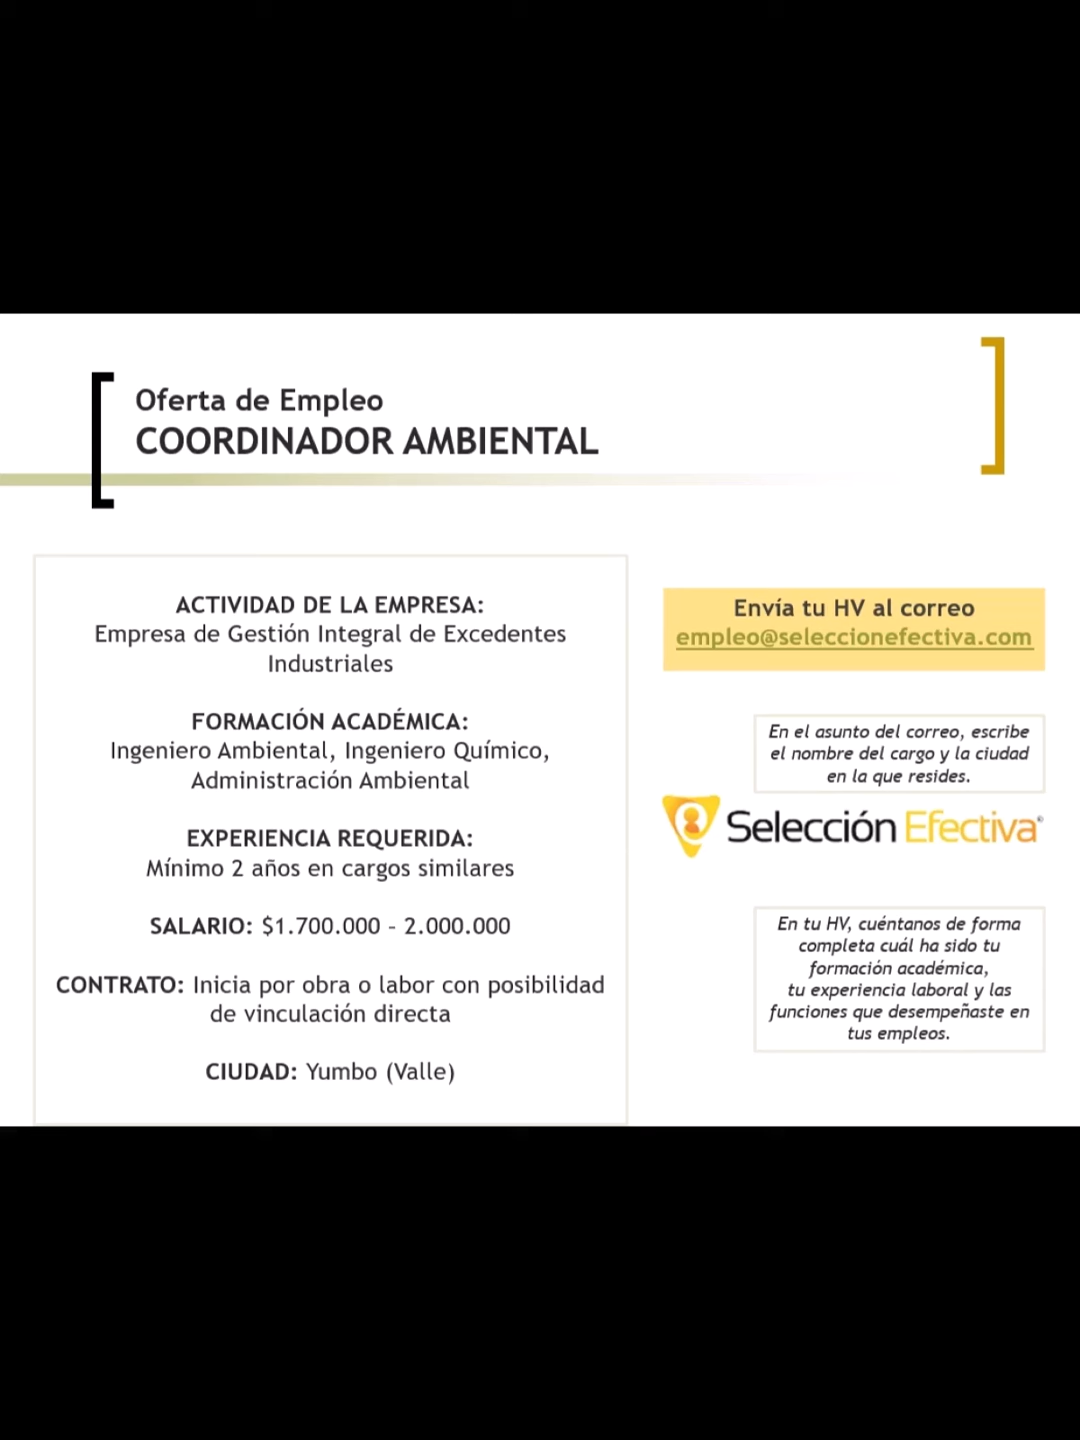 Oferta de Empleo
COORDINADOR AMBIENTAL
ACTIVIDAD DE LA EMPRESA:
Empresa de Gestión Integral de Excedentes
Industriales
FORMACIÓN ACADÉMICA:
Ingeniero Ambiental, Ingeniero Químico,
Administración Ambiental
EXPERIENCIA REQUERIDA:
Mínimo 2 años en cargos similares
SALARIO: $1.700.000 – 2.000.000
CONTRATO: Inicia por obra o labor con posibilidad
de vinculación directa
CIUDAD: Yumbo (Valle)
Envía tu HV al correo
empleo@seleccionefectiva.com
En el asunto del correo, escribe
el nombre del cargo y la ciudad
en la que resides.
Selección Efectiva®
En tu HV, cuéntanos de forma
completa cuál ha sido tu
formación académica,
tu experiencia laboral y las
funciones que desempeñaste en
tus empleos.